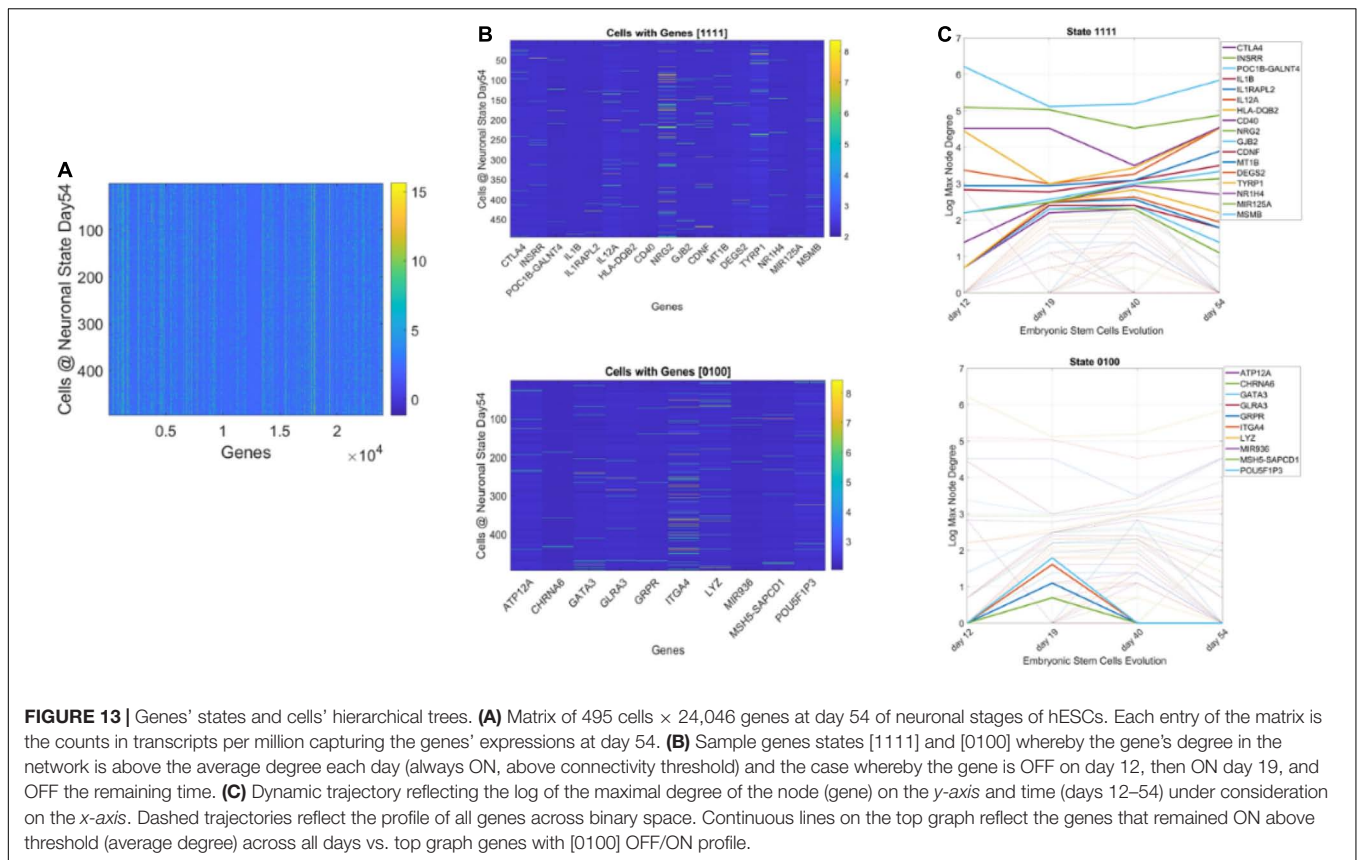 A
Cells @ Neuronal State Day54
100
200
300
400
0.5 1 1.5 2
×10⁴
Genes
15
10
5
0
B
Cells with Genes [1111]
Cells @ Neuronal State Day54
50
100
150
200
250
300
350
400
450
CTLA4
INSRR
POC1B-GALNT4
IL1B
IL1RAPL2
IL12A
HLA-DQB2
CD40
NRG2
GJB2
CDNF
MT1B
DEGS2
TYRP1
NR1H4
MIR125A
MSMB
Genes
8
7
6
5
4
3
2
Cells with Genes [0100]
Cells @ Neuronal State Day54
100
200
300
400
ATP12A
CHRNA6
GATA3
GLRA3
GRPR
ITGA4
LYZ
MIR936
MSH5-SAPCD1
POU5F1P3
Genes
8
7
6
5
4
3
C
State 1111
Log Max Node Degree
7
6
5
4
3
2
1
0
day 12
day 19
day 40
day 54
Embryonic Stem Cells Evolution
CTLA4
INSRR
POC1B-GALNT4
IL1B
IL1RAPL2
IL12A
HLA-DQB2
CD40
NRG2
GJB2
CDNF
MT1B
DEGS2
TYRP1
NR1H4
MIR125A
MSMB
State 0100
Log Max Node Degree
7
6
5
4
3
2
1
0
day 12
day 19
day 40
day 54
Embryonic Stem Cells Evolution
ATP12A
CHRNA6
GATA3
GLRA3
GRPR
ITGA4
LYZ
MIR936
MSH5-SAPCD1
POU5F1P3
FIGURE 13 | Genes' states and cells' hierarchical trees. (A) Matrix of 495 cells × 24,046 genes at day 54 of neuronal stages of hESCs. Each entry of the matrix is
the counts in transcripts per million capturing the genes' expressions at day 54. (B) Sample genes states [1111] and [0100] whereby the gene's degree in the
network is above the average degree each day (always ON, above connectivity threshold) and the case whereby the gene is OFF on day 12, then ON day 19, and
OFF the remaining time. (C) Dynamic trajectory reflecting the log of the maximal degree of the node (gene) on the y-axis and time (days 12–54) under consideration
on the x-axis. Dashed trajectories reflect the profile of all genes across binary space. Continuous lines on the top graph reflect the genes that remained ON above
threshold (average degree) across all days vs. top graph genes with [0100] OFF/ON profile.